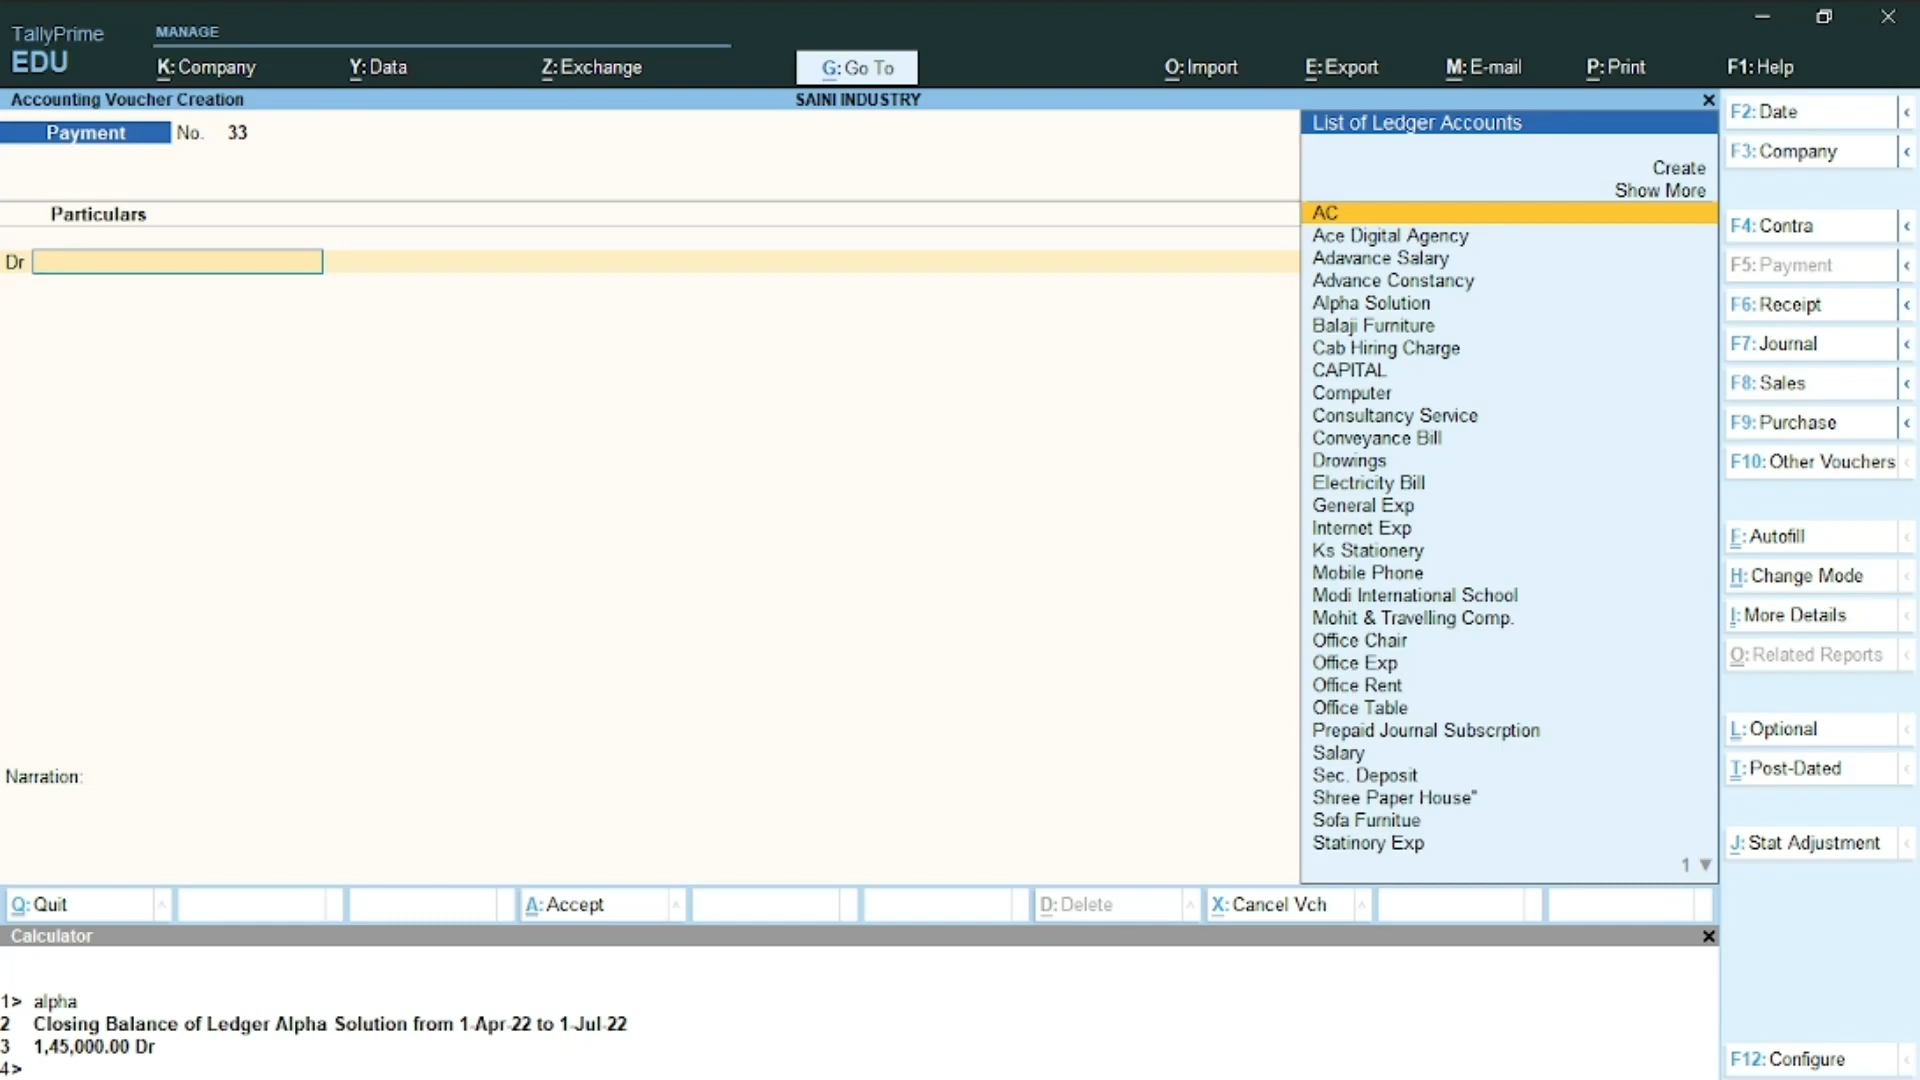 TallyPrime
EDU
MANAGE
K: Company
Y: Data
Z: Exchange
G: Go To
O: Import
E: Export
M: E-mail
P: Print
F1: Help
Accounting Voucher Creation
SAINI INDUSTRY
Payment No. 33
Particulars
Dr
Narration:
List of Ledger Accounts
Create
Show More
AC
Ace Digital Agency
Adavance Salary
Advance Constancy
Alpha Solution
Balaji Furniture
Cab Hiring Charge
CAPITAL
Computer
Consultancy Service
Conveyance Bill
Drowings
Electricity Bill
General Exp
Internet Exp
Ks Stationery
Mobile Phone
Modi International School
Mohit & Travelling Comp.
Office Chair
Office Exp
Office Rent
Office Table
Prepaid Journal Subscrption
Salary
Sec. Deposit
Shree Paper House"
Sofa Furnitue
Statinory Exp
1 ▼
F2: Date
F3: Company
F4: Contra
F5: Payment
F6: Receipt
F7: Journal
F8: Sales
F9: Purchase
F10: Other Vouchers
F: Autofill
H: Change Mode
I: More Details
O: Related Reports
L: Optional
T: Post-Dated
J: Stat Adjustment
F12: Configure
Q: Quit
A: Accept
D: Delete
X: Cancel Vch
Calculator
1> alpha
2 Closing Balance of Ledger Alpha Solution from 1-Apr-22 to 1-Jul-22
3 1,45,000.00 Dr
4>